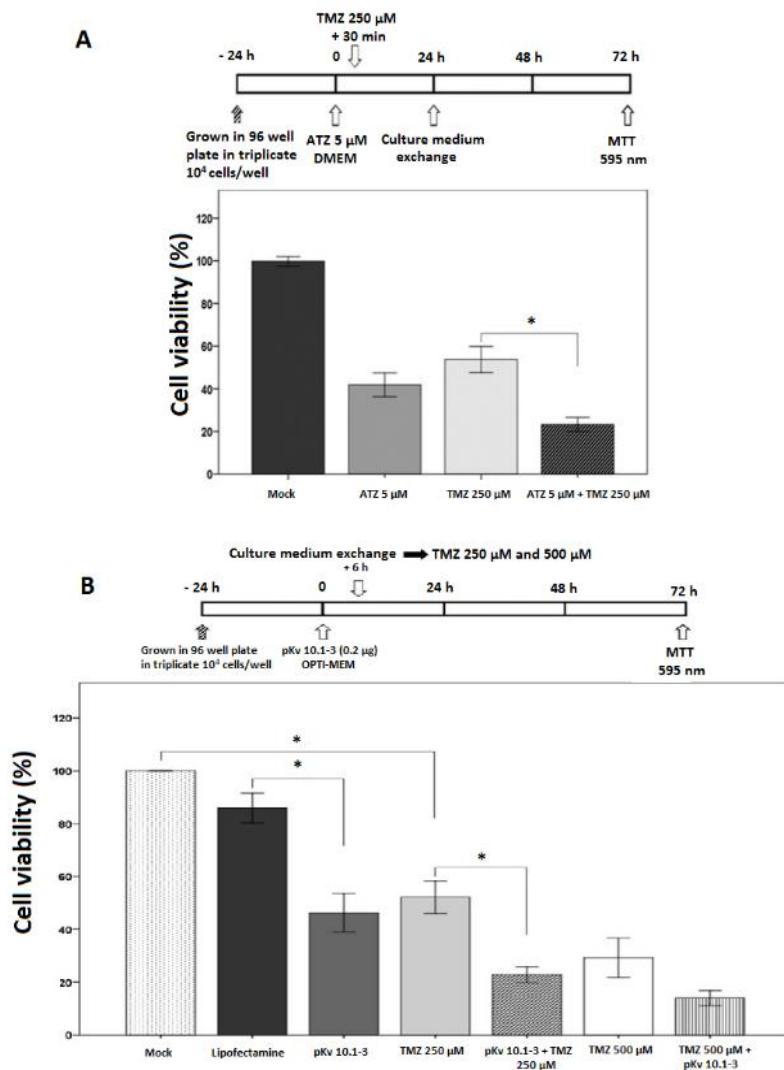 A
TMZ 250 µM
+ 30 min
- 24 h 0 24 h 48 h 72 h
Grown in 96 well
plate in triplicate
10⁴ cells/well
ATZ 5 µM
DMEM
Culture medium
exchange
MTT
595 nm
Cell viability (%)
120
100
80
60
40
20
0
*
Mock ATZ 5 µM TMZ 250 µM ATZ 5 µM + TMZ 250 µM
B
Culture medium exchange TMZ 250 µM and 500 µM
+ 6 h
- 24 h 0 24 h 48 h 72 h
Grown in 96 well plate
in triplicate 10⁴ cells/well
pKv 10.1-3 (0.2 µg)
OPTI-MEM
MTT
595 nm
Cell viability (%)
120
100
80
60
40
20
0
*
*
*
Mock Lipofectamine pKv 10.1-3 TMZ 250 µM pKv 10.1-3 + TMZ
250 µM
TMZ 500 µM TMZ 500 µM +
pKv 10.1-3